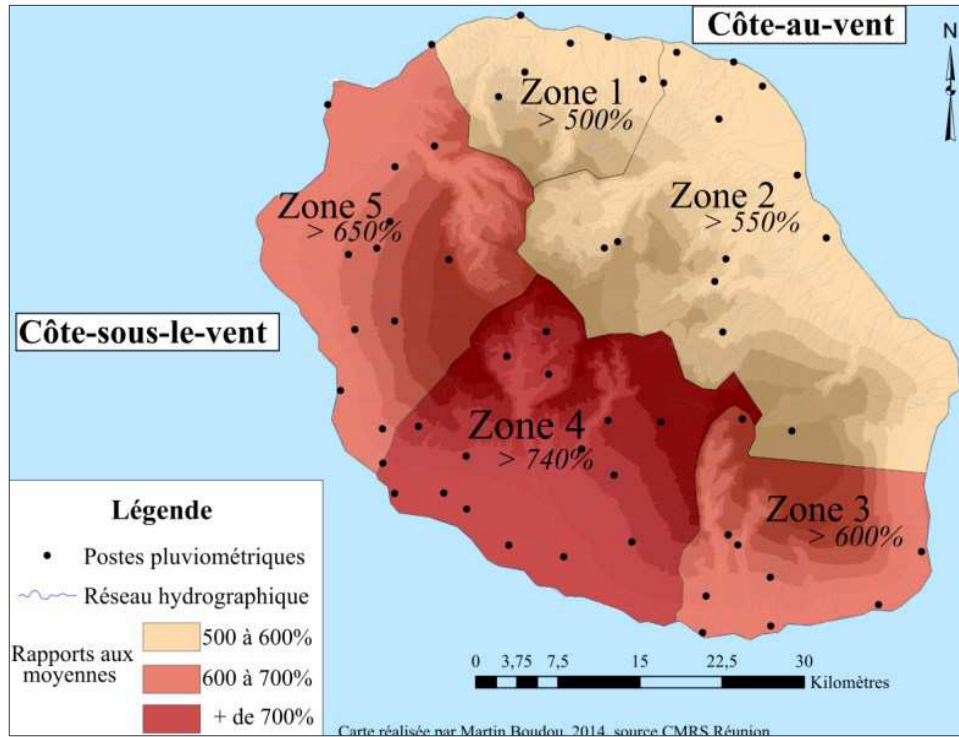 Côte-au-vent
N
Zone 1
> 500%
Zone 2
> 550%
Zone 5
> 650%
Côte-sous-le-vent
Zone 4
> 740%
Zone 3
> 600%
Légende
Postes pluviométriques
Réseau hydrographique
Rapports aux moyennes
500 à 600%
600 à 700%
+ de 700%
0 3,75 7,5 15 22,5 30
Kilomètres
Carte réalisée par Martin Boudou, 2014, source CMRS Réunion